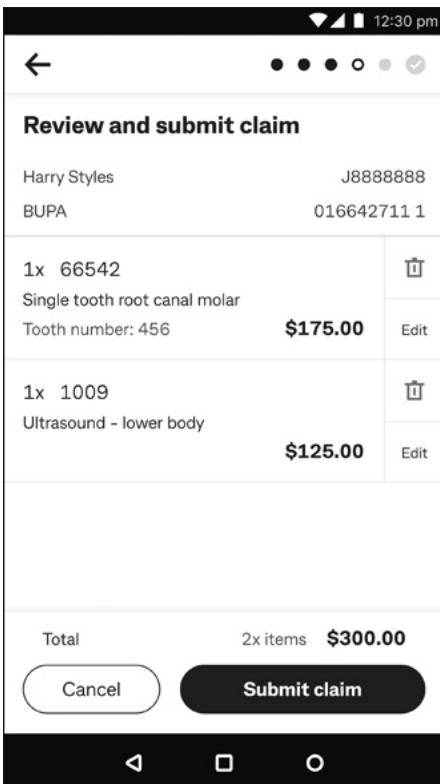 12:30 pm
Review and submit claim
Harry Styles J8888888
BUPA 016642711 1
1x 66542
Single tooth root canal molar
Tooth number: 456 $175.00 Edit
1x 1009
Ultrasound - lower body
$125.00 Edit
Total 2x items $300.00
Cancel Submit claim